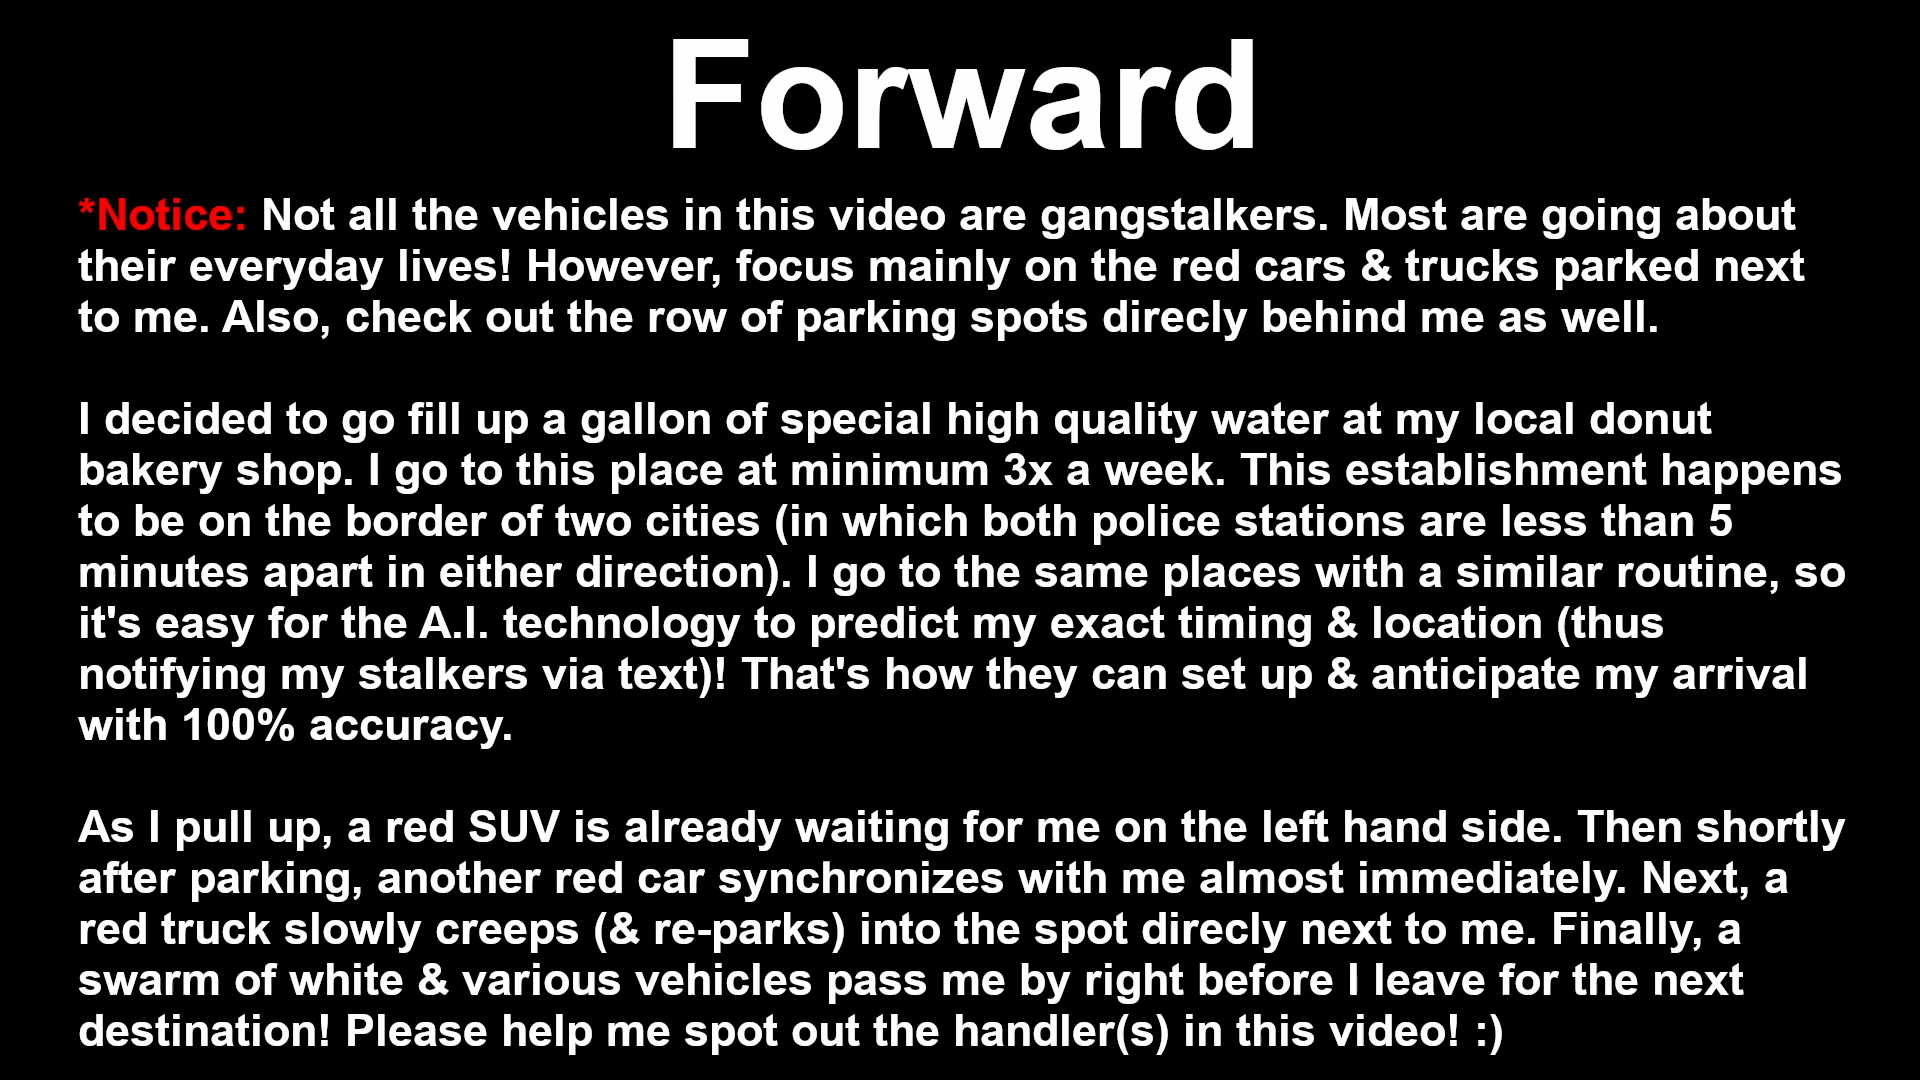 Forward
*Notice: Not all the vehicles in this video are gangstalkers. Most are going about
their everyday lives! However, focus mainly on the red cars & trucks parked next
to me. Also, check out the row of parking spots direcly behind me as well.
I decided to go fill up a gallon of special high quality water at my local donut
bakery shop. I go to this place at minimum 3x a week. This establishment happens
to be on the border of two cities (in which both police stations are less than 5
minutes apart in either direction). I go to the same places with a similar routine, so
it's easy for the A.I. technology to predict my exact timing & location (thus
notifying my stalkers via text)! That's how they can set up & anticipate my arrival
with 100% accuracy.
As I pull up, a red SUV is already waiting for me on the left hand side. Then shortly
after parking, another red car synchronizes with me almost immediately. Next, a
red truck slowly creeps (& re-parks) into the spot direcly next to me. Finally, a
swarm of white & various vehicles pass me by right before I leave for the next
destination! Please help me spot out the handler(s) in this video! :)